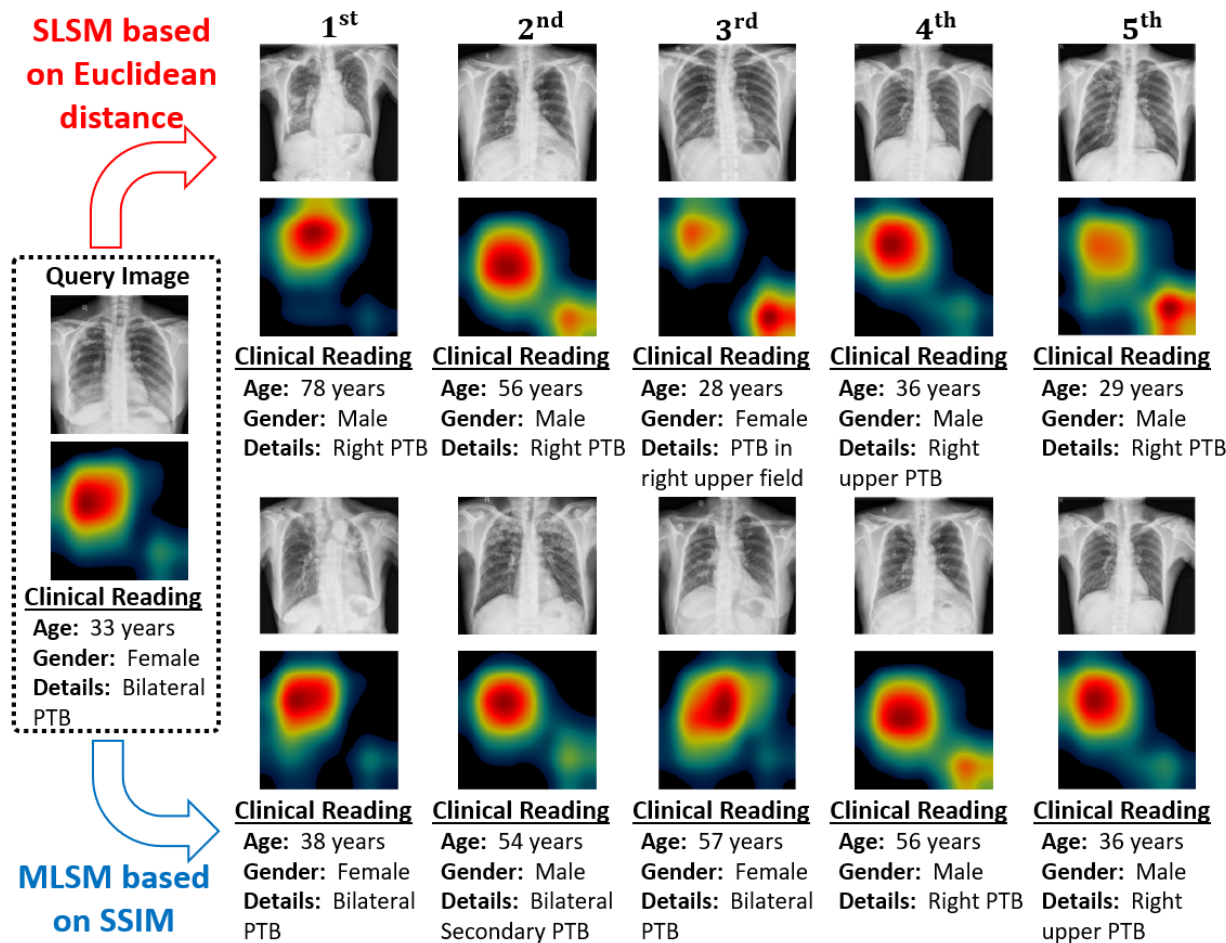 SLSM based
on Euclidean
distance
1st
2nd
3rd
4th
5th
Clinical Reading
Age: 78 years
Gender: Male
Details: Right PTB
Clinical Reading
Age: 56 years
Gender: Male
Details: Right PTB
Clinical Reading
Age: 28 years
Gender: Female
Details: PTB in
right upper field
Clinical Reading
Age: 36 years
Gender: Male
Details: Right
upper PTB
Clinical Reading
Age: 29 years
Gender: Male
Details: Right PTB
Query Image
R
Clinical Reading
Age: 33 years
Gender: Female
Details: Bilateral
PTB
MLSM based
on SSIM
Clinical Reading
Age: 38 years
Gender: Female
Details: Bilateral
PTB
Clinical Reading
Age: 54 years
Gender: Male
Details: Bilateral
Secondary PTB
Clinical Reading
Age: 57 years
Gender: Female
Details: Bilateral
PTB
Clinical Reading
Age: 56 years
Gender: Male
Details: Right PTB
Clinical Reading
Age: 36 years
Gender: Male
Details: Right
upper PTB